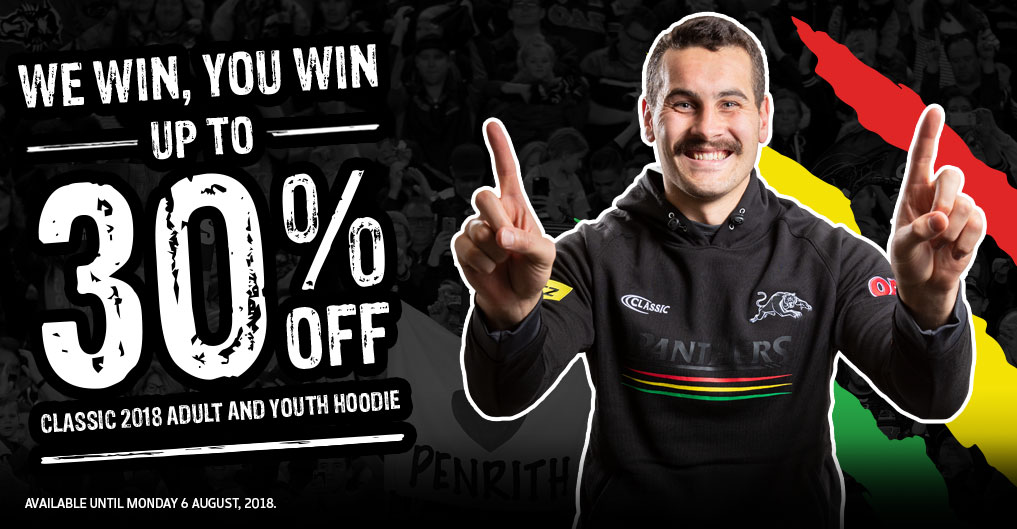 WE WIN, YOU WIN
UP TO
30% OFF
CLASSIC 2018 ADULT AND YOUTH HOODIE
AVAILABLE UNTIL MONDAY 6 AUGUST, 2018.
CLASSIC
PANTHERS
PENRITH